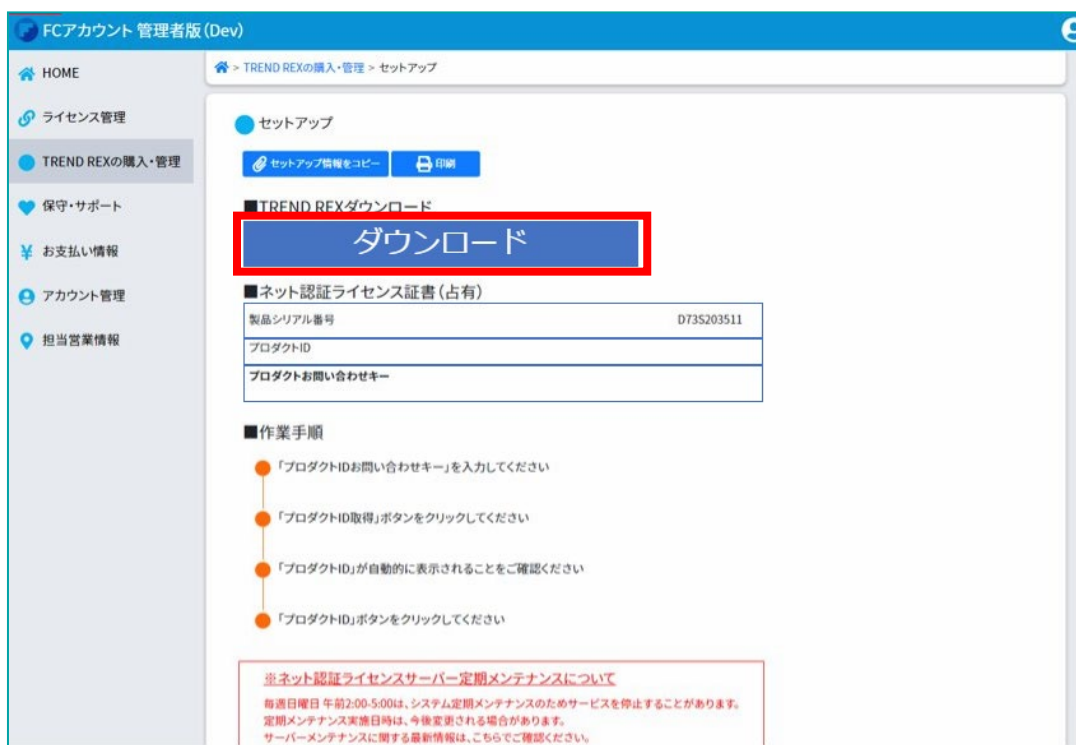 FCアカウント 管理者版(Dev)
HOME
ライセンス管理
TREND REXの購入・管理
保守・サポート
お支払い情報
アカウント管理
担当営業情報
> TREND REXの購入・管理 > セットアップ
セットアップ
セットアップ情報をコピー
印刷
■TREND REXダウンロード
ダウンロード
■ネット認証ライセンス証書(占有)
製品シリアル番号 D73S203511
プロダクトID
プロダクトお問い合わせキー
■作業手順
「プロダクトIDお問い合わせキー」を入力してください
「プロダクトID取得」ボタンをクリックしてください
「プロダクトID」が自動的に表示されることをご確認ください
「プロダクトID」ボタンをクリックしてください
※ネット認証ライセンスサーバー定期メンテナンスについて
毎週日曜日 午前2:00-5:00は、システム定期メンテナンスのためサービスを停止することがあります。
定期メンテナンス実施日時は、今後変更される場合があります。
サーバーメンテナンスに関する最新情報は、こちらでご確認ください。